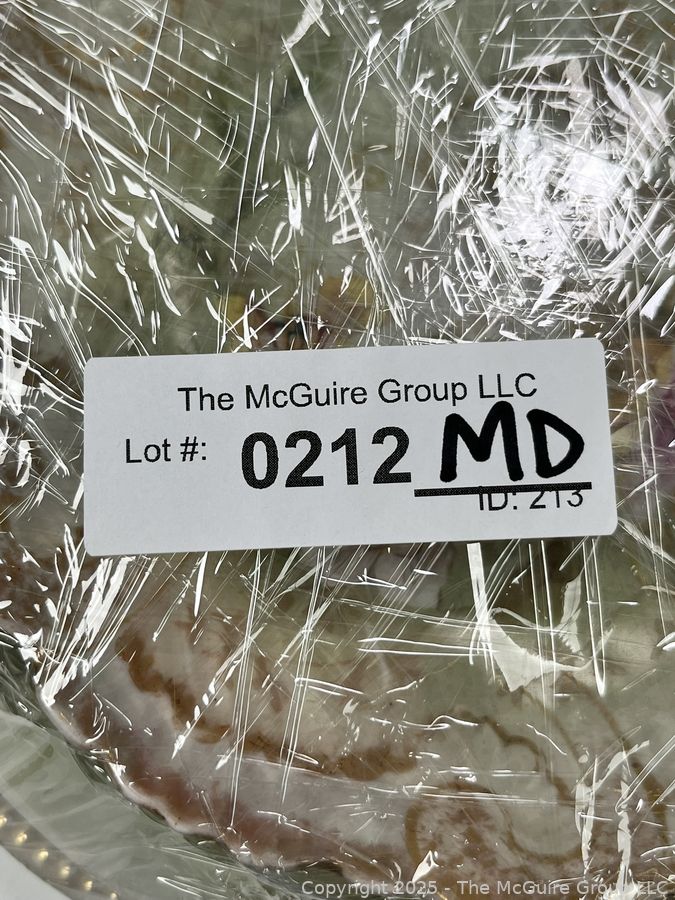 The McGuire Group LLC
Lot #: 0212 MD
ID: 213
Copyright 2025 - The McGuire Group LLC